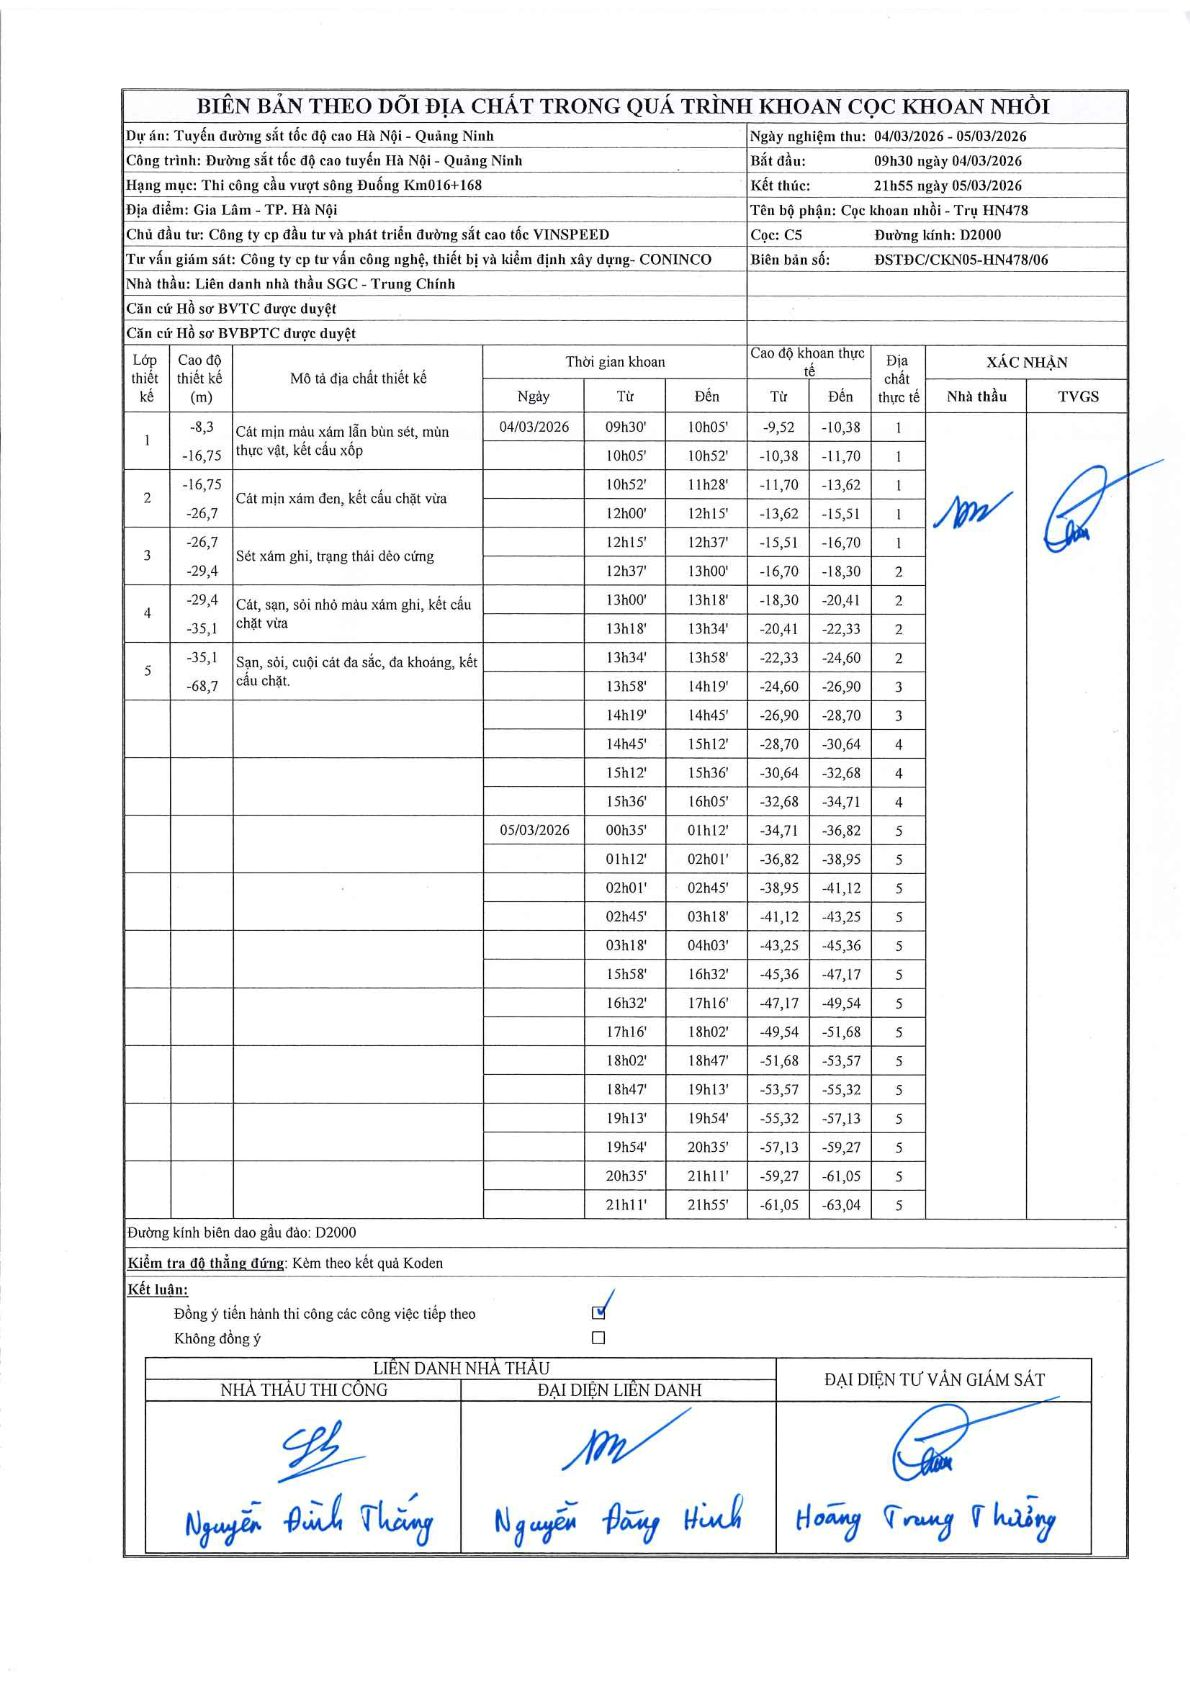 BIÊN BẢN THEO DÕI ĐỊA CHẤT TRONG QUÁ TRÌNH KHOAN CỌC KHOAN NHỒI
Dự án: Tuyến đường sắt tốc độ cao Hà Nội - Quảng Ninh Ngày nghiệm thu: 04/03/2026 - 05/03/2026
Công trình: Đường sắt tốc độ cao tuyến Hà Nội - Quảng Ninh Bắt đầu: 09h30 ngày 04/03/2026
Hạng mục: Thi công cầu vượt sông Đuống Km016+168 Kết thúc: 21h55 ngày 05/03/2026
Địa điểm: Gia Lâm - TP. Hà Nội Tên bộ phận: Cọc khoan nhồi - Trụ HN478
Chủ đầu tư: Công ty cp đầu tư và phát triển đường sắt cao tốc VINSPEED Cọc: C5 Đường kính: D2000
Tư vấn giám sát: Công ty cp tư vấn công nghệ, thiết bị và kiểm định xây dựng- CONINCO Biên bản số: ĐSTĐC/CKN05-HN478/06
Nhà thầu: Liên danh nhà thầu SGC - Trung Chính
Căn cứ Hồ sơ BVTC được duyệt
Căn cứ Hồ sơ BVBPTC được duyệt
Lớp thiết kế Cao độ thiết kế (m) Mô tả địa chất thiết kế Thời gian khoan Cao độ khoan thực tế Địa chất thực tế XÁC NHẬN
Ngày Từ Đến Từ Đến Nhà thầu TVGS
1 -8,3 Cát mịn màu xám lẫn bùn sét, mùn 04/03/2026 09h30' 10h05' -9,52 -10,38 1
-16,75 thực vật, kết cấu xốp 10h05' 10h52' -10,38 -11,70 1
2 -16,75 Cát mịn xám đen, kết cấu chặt vừa 10h52' 11h28' -11,70 -13,62 1
-26,7 12h00' 12h15' -13,62 -15,51 1
3 -26,7 Sét xám ghi, trạng thái dẻo cứng 12h15' 12h37' -15,51 -16,70 1
-29,4 12h37' 13h00' -16,70 -18,30 2
4 -29,4 Cát, sạn, sỏi nhỏ màu xám ghi, kết cấu 13h00' 13h18' -18,30 -20,41 2
-35,1 chặt vừa 13h18' 13h34' -20,41 -22,33 2
5 -35,1 Sạn, sỏi, cuội cát đa sắc, đa khoáng, kết 13h34' 13h58' -22,33 -24,60 2
-68,7 cấu chặt. 13h58' 14h19' -24,60 -26,90 3
14h19' 14h45' -26,90 -28,70 3
14h45' 15h12' -28,70 -30,64 4
15h12' 15h36' -30,64 -32,68 4
15h36' 16h05' -32,68 -34,71 4
05/03/2026 00h35' 01h12' -34,71 -36,82 5
01h12' 02h01' -36,82 -38,95 5
02h01' 02h45' -38,95 -41,12 5
02h45' 03h18' -41,12 -43,25 5
03h18' 04h03' -43,25 -45,36 5
15h58' 16h32' -45,36 -47,17 5
16h32' 17h16' -47,17 -49,54 5
17h16' 18h02' -49,54 -51,68 5
18h02' 18h47' -51,68 -53,57 5
18h47' 19h13' -53,57 -55,32 5
19h13' 19h54' -55,32 -57,13 5
19h54' 20h35' -57,13 -59,27 5
20h35' 21h11' -59,27 -61,05 5
21h11' 21h55' -61,05 -63,04 5
Đường kính biên dao gầu đào: D2000
Kiểm tra độ thẳng đứng: Kèm theo kết quả Koden
Kết luận:
Đồng ý tiến hành thi công các công việc tiếp theo
Không đồng ý
LIÊN DANH NHÀ THẦU ĐẠI DIỆN TƯ VẤN GIÁM SÁT
NHÀ THẦU THI CÔNG ĐẠI DIỆN LIÊN DANH
Nguyễn Đình Thắng Nguyễn Đăng Hinh Hoàng Trung Thưởng